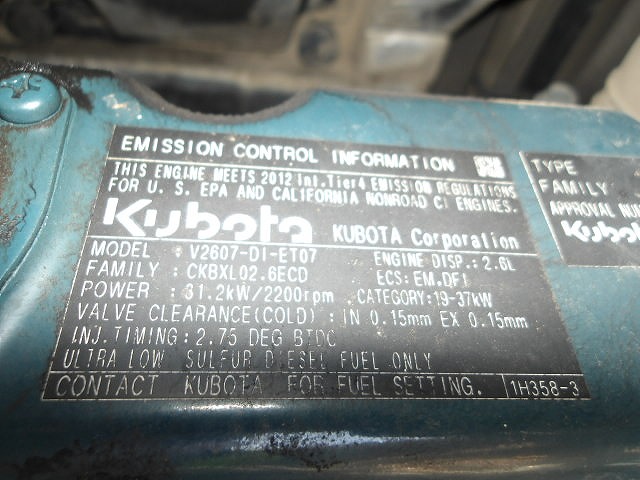 EMISSION CONTROL INFORMATION
THIS ENGINE MEETS 2012 Int.Tier4 EMISSION REGULATIONS
FOR U. S. EPA AND CALIFORNIA NONROAD CI ENGINES.
Kubota KUBOTA Corporation
MODEL : V2607-DI-ET07 ENGINE DISP.: 2.6L
FAMILY : CKBXL02.6ECD ECS: EM.DFI
POWER : 31.2kW/2200rpm CATEGORY:19-37kW
VALVE CLEARANCE(COLD) : IN 0.15mm EX 0.15mm
INJ.TIMING: 2.75 DEG BTDC
ULTRA LOW SULFUR DIESEL FUEL ONLY
CONTACT KUBOTA FOR FUEL SETTING. 1H358-3
TYPE
FAMILY
APPROVAL
Kubota